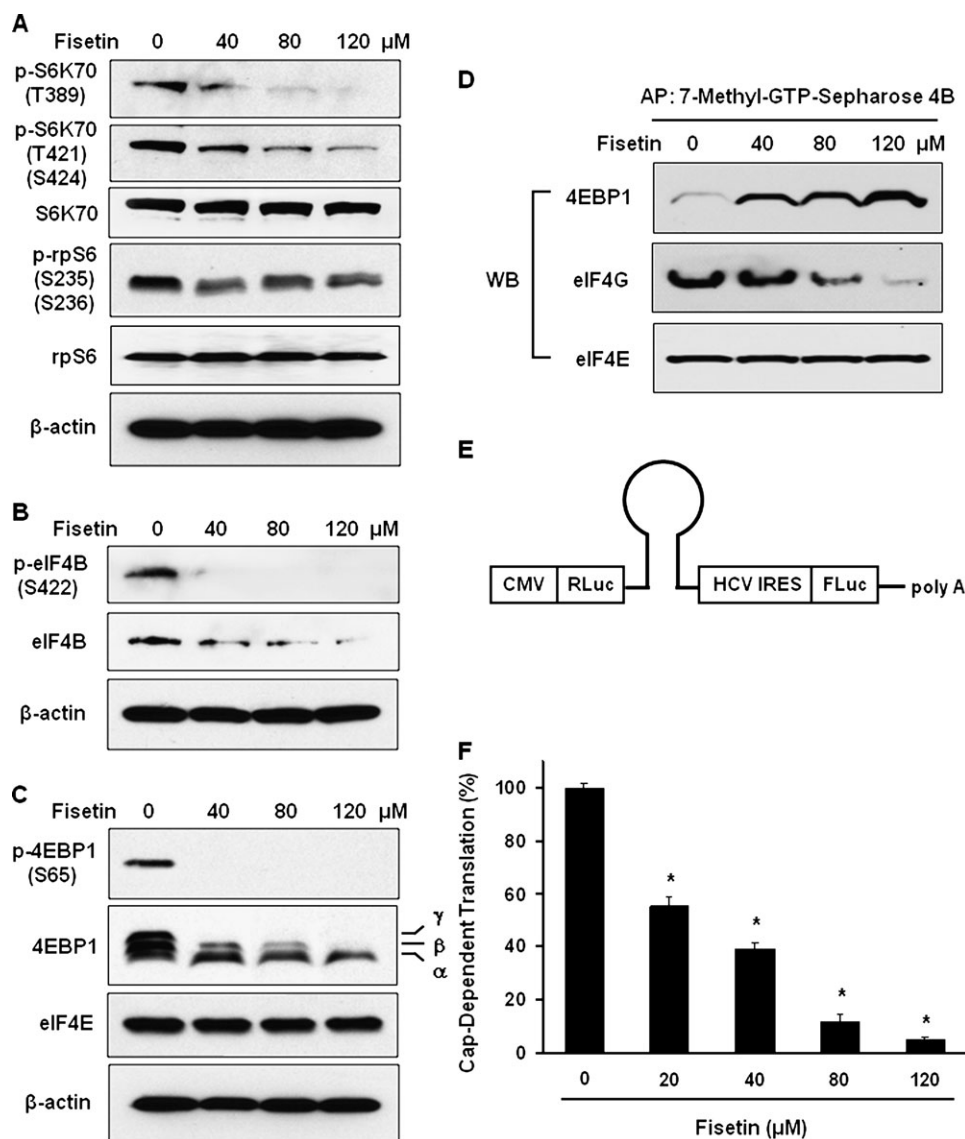 A
Fisetin 0 40 80 120 µM
p-S6K70
(T389)
p-S6K70
(T421)
(S424)
S6K70
p-rpS6
(S235)
(S236)
rpS6
β-actin
B
Fisetin 0 40 80 120 µM
p-eIF4B
(S422)
eIF4B
β-actin
C
Fisetin 0 40 80 120 µM
p-4EBP1
(S65)
4EBP1
γ
β
α
eIF4E
β-actin
D
AP: 7-Methyl-GTP-Sepharose 4B
Fisetin 0 40 80 120 µM
4EBP1
WB
eIF4G
eIF4E
E
CMV RLuc HCV IRES FLuc poly A
F
Cap-Dependent Translation (%)
100
80
60
40
20
0
* * * *
0 20 40 80 120
Fisetin (µM)